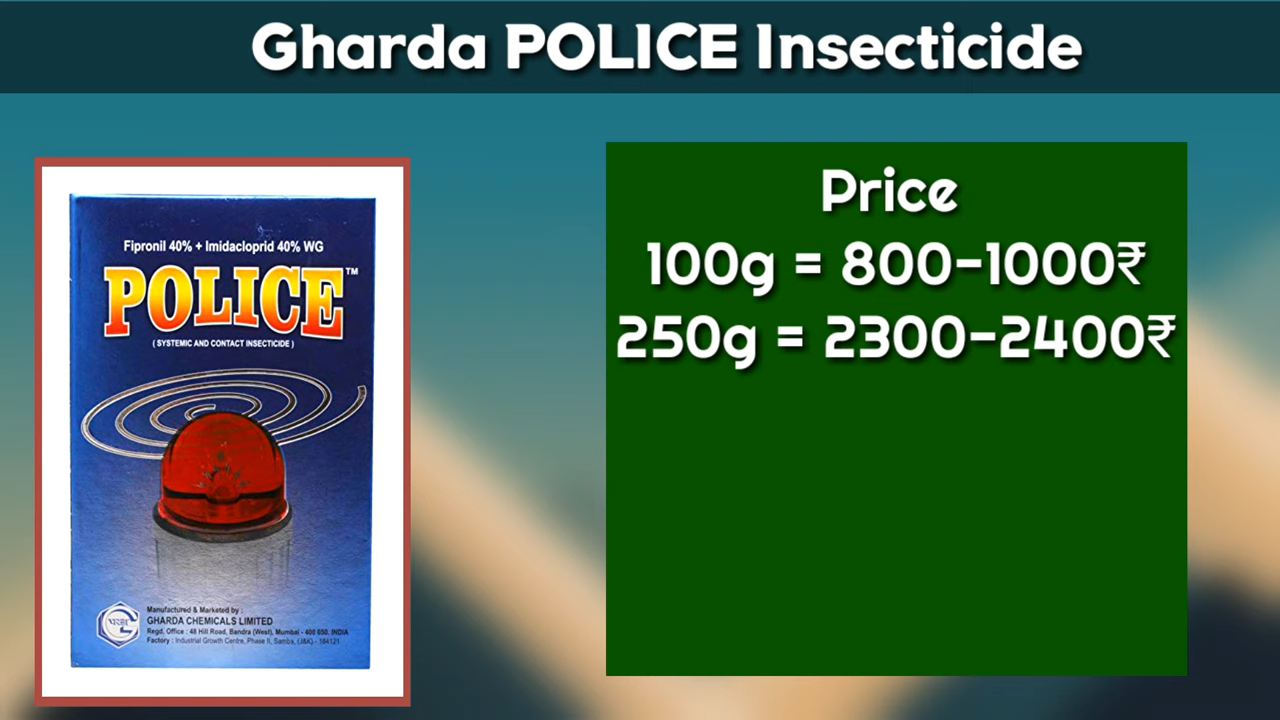 Gharda POLICE Insecticide
Fipronil 40% + Imidacloprid 40% WG
POLICE™
( SYSTEMIC AND CONTACT INSECTICIDE )
घरडा
Manufactured & Marketed by :
GHARDA CHEMICALS LIMITED
Regd. Office : 48 Hill Road, Bandra (West), Mumbai - 400 050. INDIA
Factory : Industrial Growth Centre, Phase II, Samba, (J&K) - 184121
Price
100g = 800-1000₹
250g = 2300-2400₹